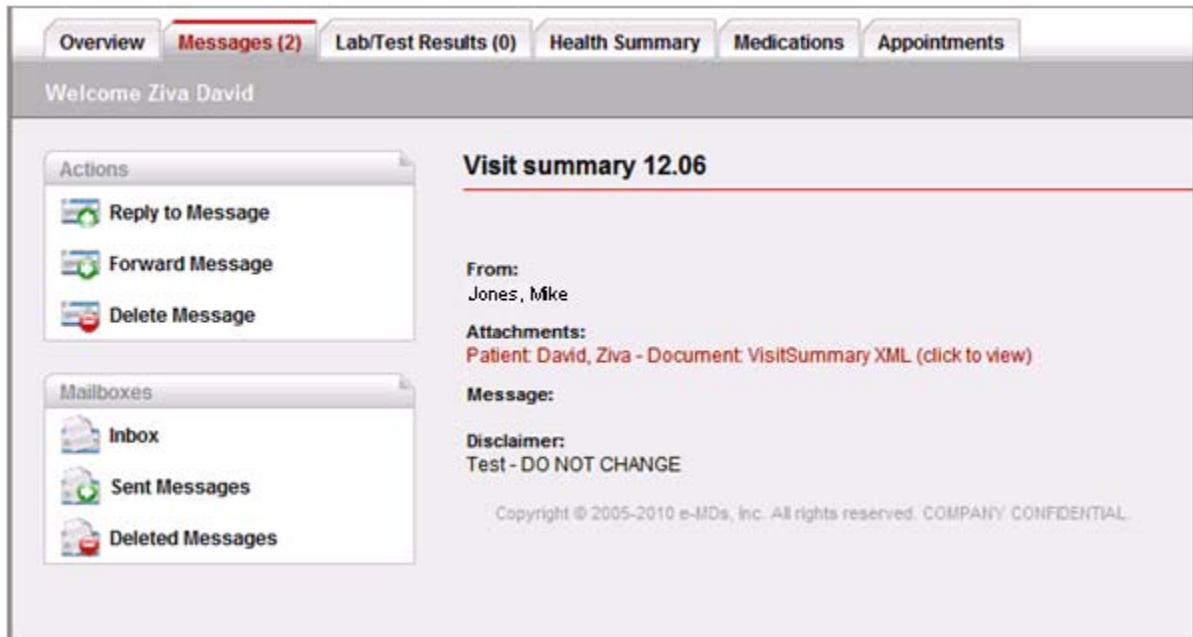 Overview Messages (2) Lab/Test Results (0) Health Summary Medications Appointments
Welcome Ziva David
Actions
Reply to Message
Forward Message
Delete Message
Mailboxes
Inbox
Sent Messages
Deleted Messages
Visit summary 12.06
From:
Jones, Mike
Attachments:
Patient: David, Ziva - Document: VisitSummary XML (click to view)
Message:
Disclaimer:
Test - DO NOT CHANGE
Copyright © 2005-2010 e-MDs, Inc. All rights reserved. COMPANY CONFIDENTIAL.